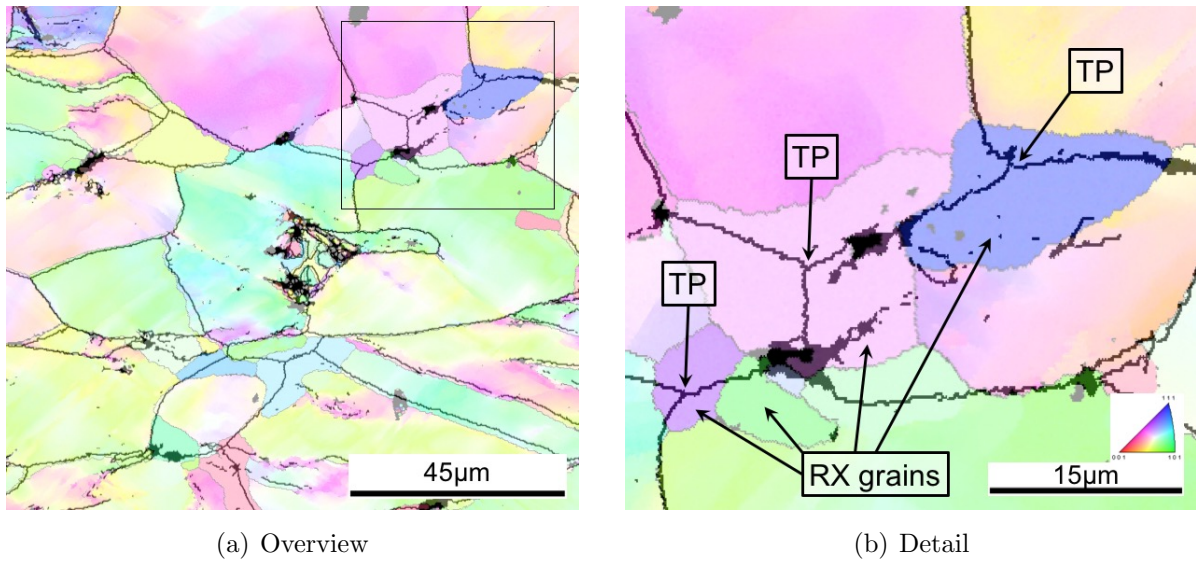 TP
TP
TP
111
001
101
45μm
RX grains
15μm
(a) Overview
(b) Detail